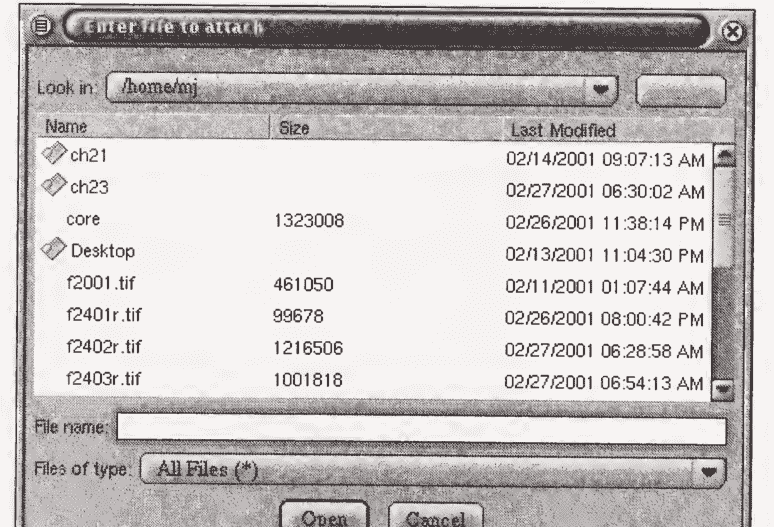 Enter file to attach
Look in: /home/mj
Name Size Last Modified
ch21 02/14/2001 09:07:13 AM
ch23 02/27/2001 06:30:02 AM
core 1323008 02/26/2001 11:38:14 PM
Desktop 02/13/2001 11:04:30 PM
f2001.tif 461050 02/11/2001 01:07:44 AM
f2401r.tif 99678 02/26/2001 08:00:42 PM
f2402r.tif 1216506 02/27/2001 06:28:58 AM
f2403r.tif 1001818 02/27/2001 06:54:13 AM
File name:
Files of type: All Files (*)
Open Cancel